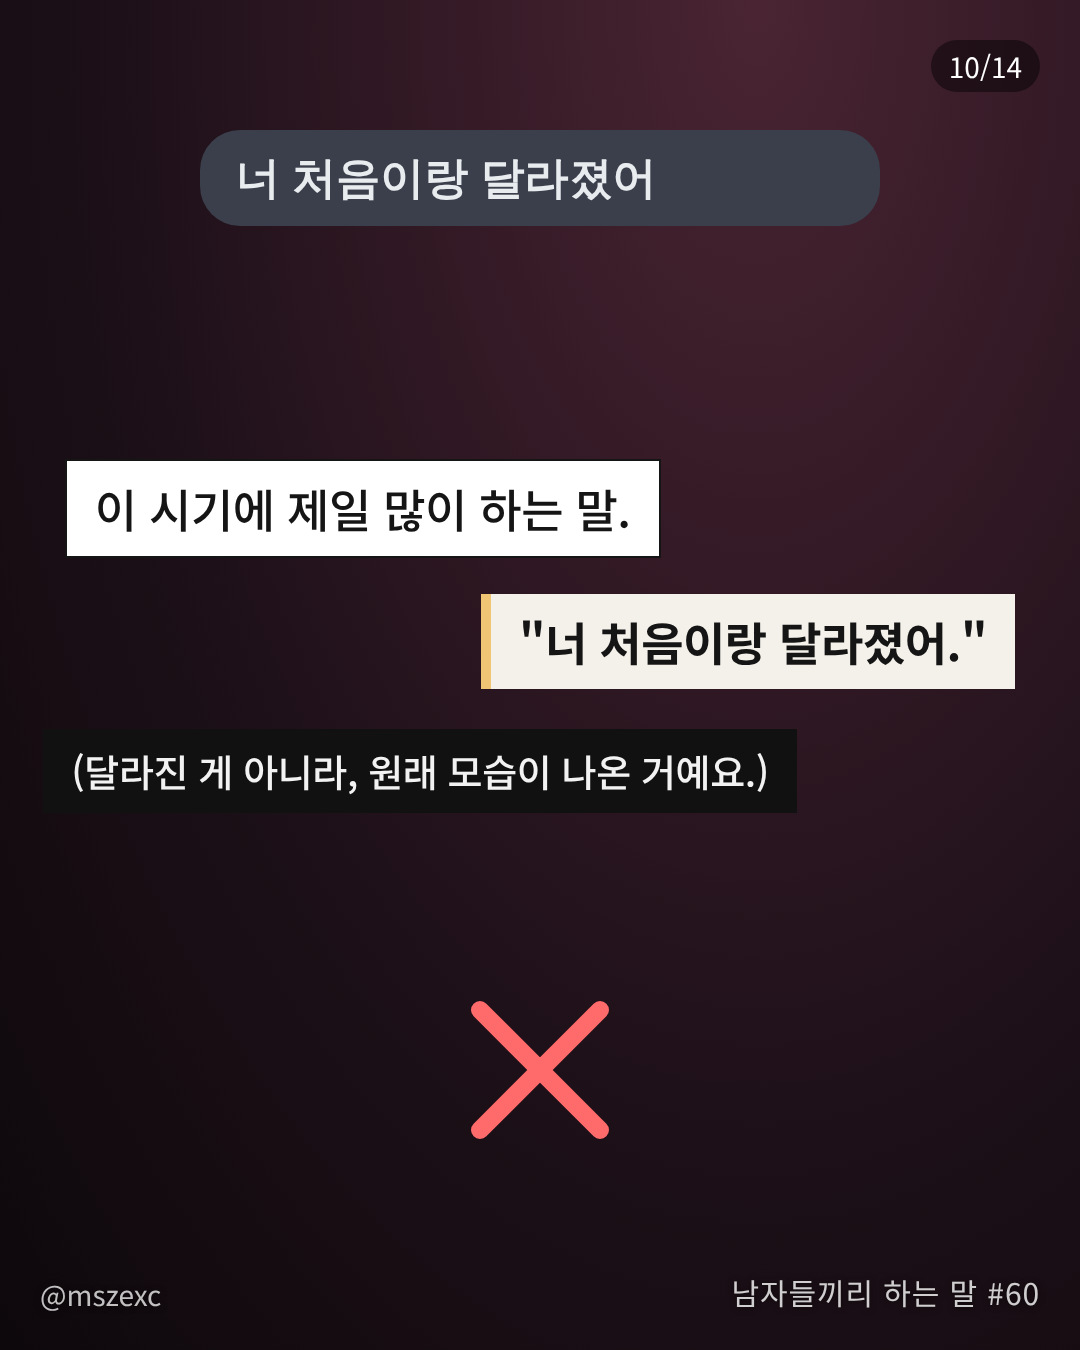 10/14
너 처음이랑 달라졌어
이 시기에 제일 많이 하는 말.
"너 처음이랑 달라졌어."
(달라진 게 아니라, 원래 모습이 나온 거예요.)
@mszexc
남자들끼리 하는 말 #60